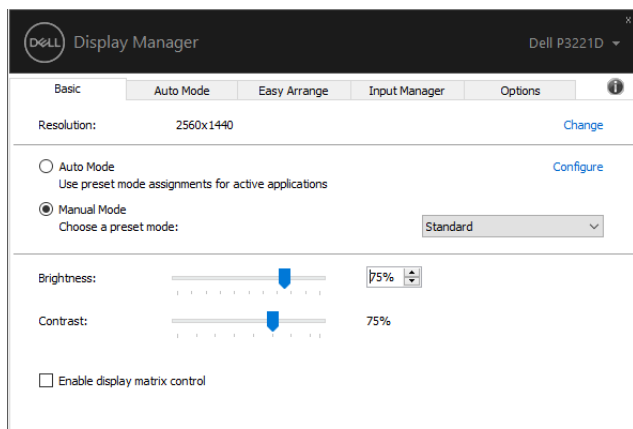 DELL Display Manager Dell P3221D
Basic Auto Mode Easy Arrange Input Manager Options
Resolution: 2560x1440 Change
Auto Mode Configure
Use preset mode assignments for active applications
Manual Mode
Choose a preset mode: Standard
Brightness: 75%
Contrast: 75%
Enable display matrix control